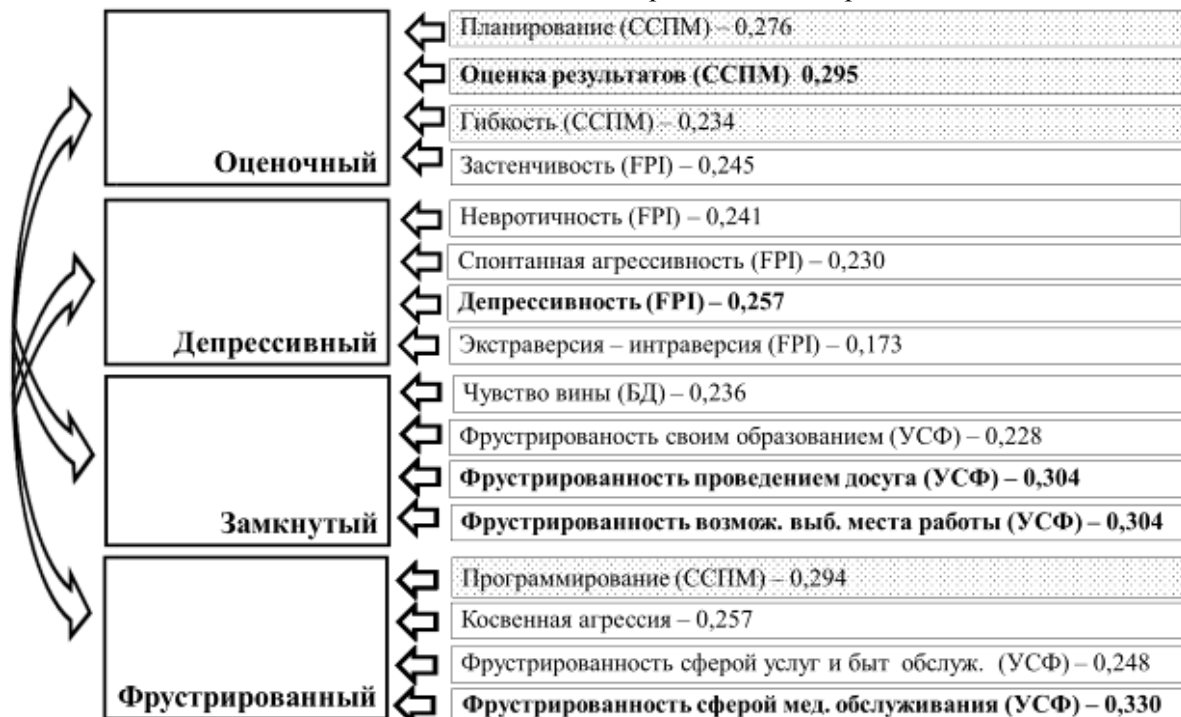 Планирование (ССПМ) – 0,276
Оценка результатов (ССПМ) 0,295
Гибкость (ССПМ) – 0,234
Оценочный
Застенчивость (FPI) – 0,245
Невротичность (FPI) – 0,241
Спонтанная агрессивность (FPI) – 0,230
Депрессивность (FPI) – 0,257
Депрессивный
Экстраверсия – интраверсия (FPI) – 0,173
Чувство вины (БД) – 0,236
Фрустрированость своим образованием (УСФ) – 0,228
Фрустрированность проведением досуга (УСФ) – 0,304
Замкнутый
Фрустрированность возмож. выб. места работы (УСФ) – 0,304
Программирование (ССПМ) – 0,294
Косвенная агрессия – 0,257
Фрустрированность сферой услуг и быт обслуж. (УСФ) – 0,248
Фрустрированный
Фрустрированность сферой мед. обслуживания (УСФ) – 0,330